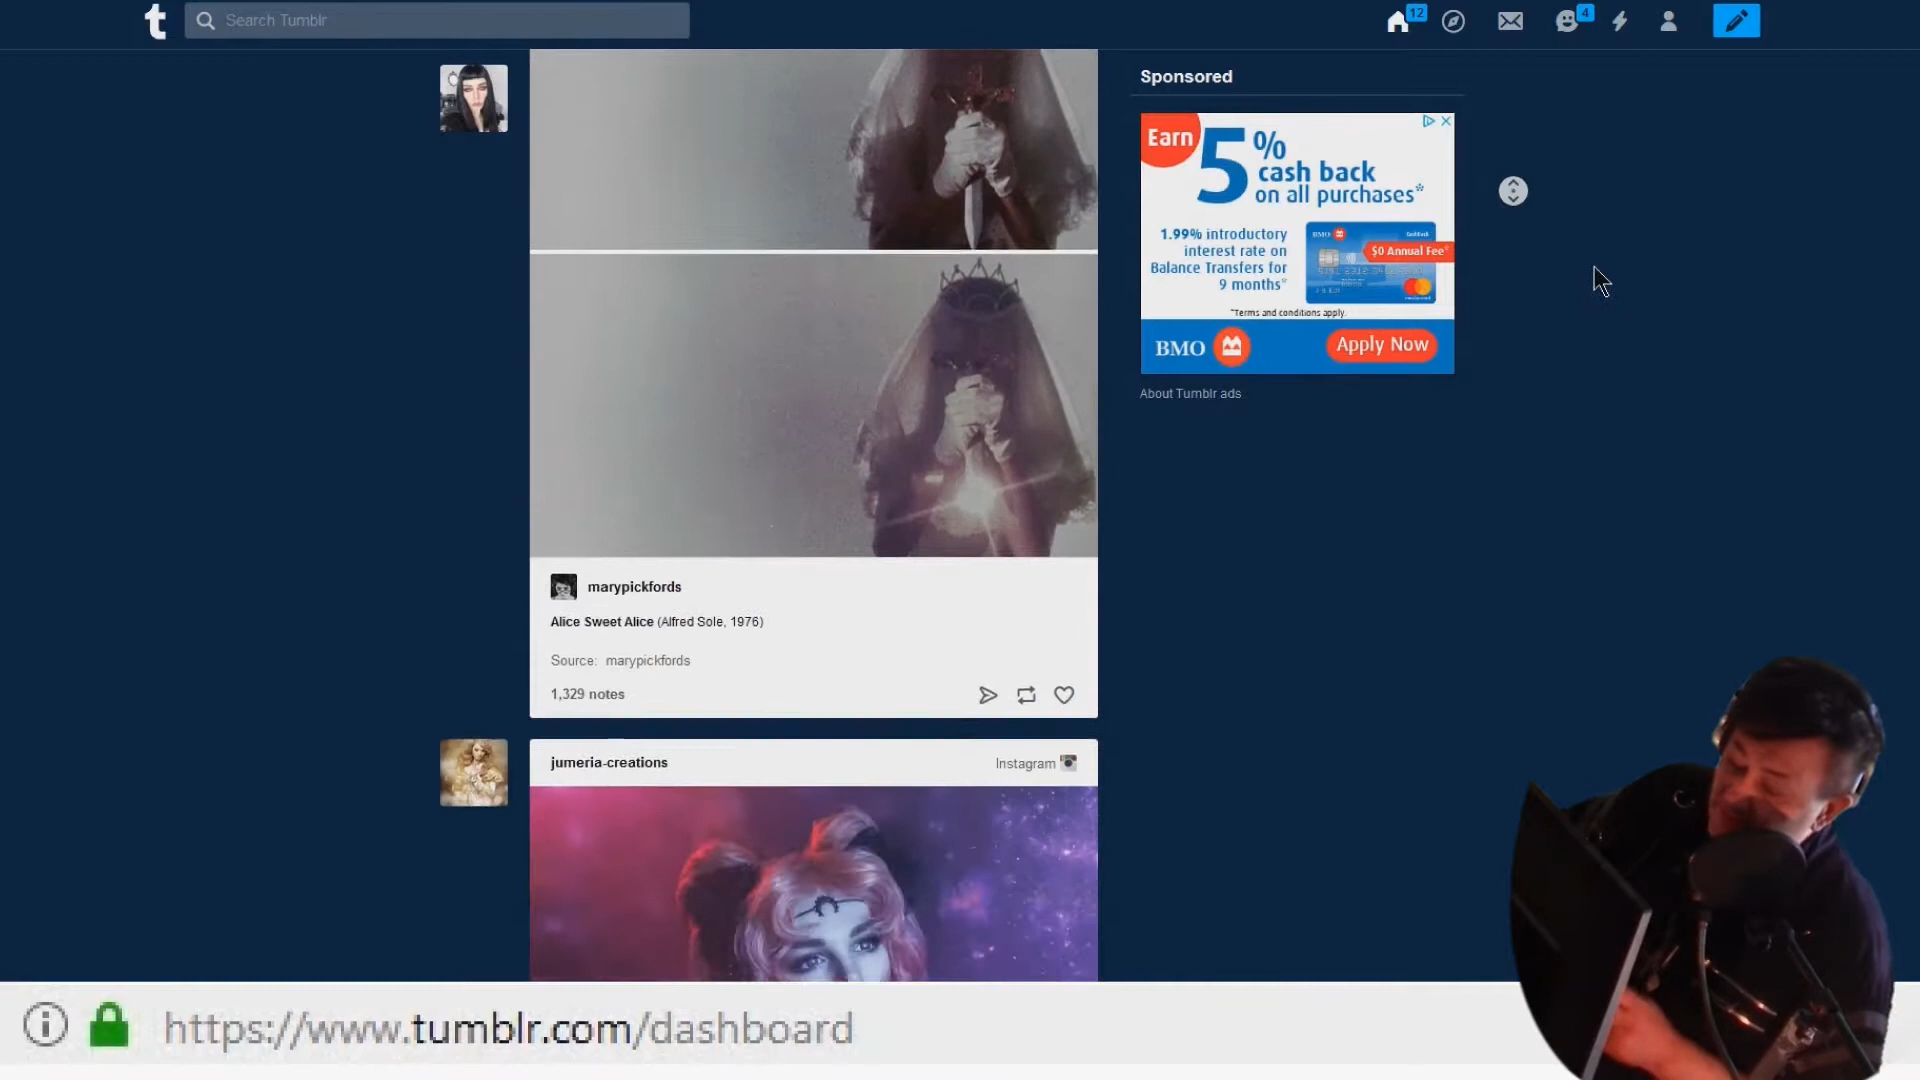 t
Search Tumblr
12
4
Sponsored
Earn
5%
cash back
on all purchases*
1.99% introductory
interest rate on
Balance Transfers for
9 months*
BMO
CashBack
$0 Annual Fee*
*Terms and conditions apply.
BMO
Apply Now
About Tumblr ads
marypickfords
Alice Sweet Alice (Alfred Sole, 1976)
Source: marypickfords
1,329 notes
jumeria-creations
Instagram
https://www.tumblr.com/dashboard